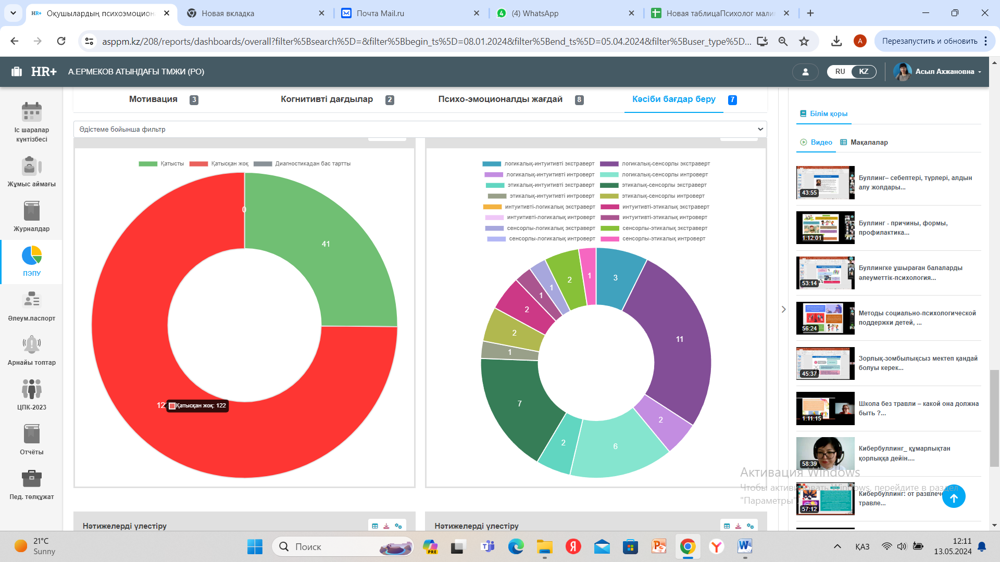 Оқушылардың психоэмоцион
Новая вкладка
Почта Mail.ru
(4) WhatsApp
Новая таблицаПсихолог мали
asppm.kz/208/reports/dashboards/overall?filter%5Bsearch%5D=&filter%5Bbegin_ts%5D=08.01.2024&filter%5Bend_ts%5D=05.04.2024&filter%5Buser_type%5D...
A
Перезапустить и обновить
HR+
А.ЕРМЕКОВ АТЫНДАҒЫ ТМЖИ (РО)
RU
KZ
Асыл Ахжановна
Іс шаралар
күнтізбесі
Жұмыс аймағы
Журналдар
ПЭПУ
Әлеум.паспорт
Арнайы топтар
ЦПК-2023
Отчёты
Пед. төлқұжат
Мотивация 3
Когнитивті дағдылар 2
Психо-эмоционалды жағдай 8
Кәсіби бағдар беру 7
Әдістеме бойынша фильтр
Қатысты
Қатысқан жоқ
Диагностикадан бас тартты
0
41
Қатысқан жоқ: 122
логикалық-интуитивті экстраверт
логикалық-сенсорлы экстраверт
логикалық-интуитивті интроверт
логикалық-сенсорлы интроверт
этикалық-интуитивті экстраверт
этикалық-сенсорлы экстраверт
этикалық-интуитивті интроверт
этикалық-сенсорлы интроверт
интуитивті-логикалық экстраверт
интуитивті-этикалық экстраверт
интуитивті-логикалық интроверт
интуитивті-этикалық интроверт
сенсорлы-логикалық экстраверт
сенсорлы-этикалық экстраверт
сенсорлы-логикалық интроверт
сенсорлы-этикалық интроверт
3
11
2
6
2
7
1
2
2
1
1
2
1
Нәтижелерді үлестіру
Нәтижелерді үлестіру
Білім қоры
Видео
Мақалалар
43:55
Буллинг– себептері, түрлері, алдын
алу жолдары...
1:12:01
Буллинг - причины, формы,
профилактика...
53:14
Буллингке ұшыраған балаларды
әлеуметтік-психология...
56:24
Методы социально-психологической
поддержки детей, ...
45:37
Зорлық-зомбылықсыз мектеп қандай
болуы керек...
1:11:15
Школа без травли – какой она должна
быть ?...
58:39
Кибербуллинг_ құмарлықтан
қорлыққа дейін....
57:12
Кибербуллинг: от развлече
травле...
Активация Windows
Чтобы активировать Windows, перейдите в раздел
"Параметры"
21°C
Sunny
Поиск
PRE
ҚАЗ
12:11
13.05.2024